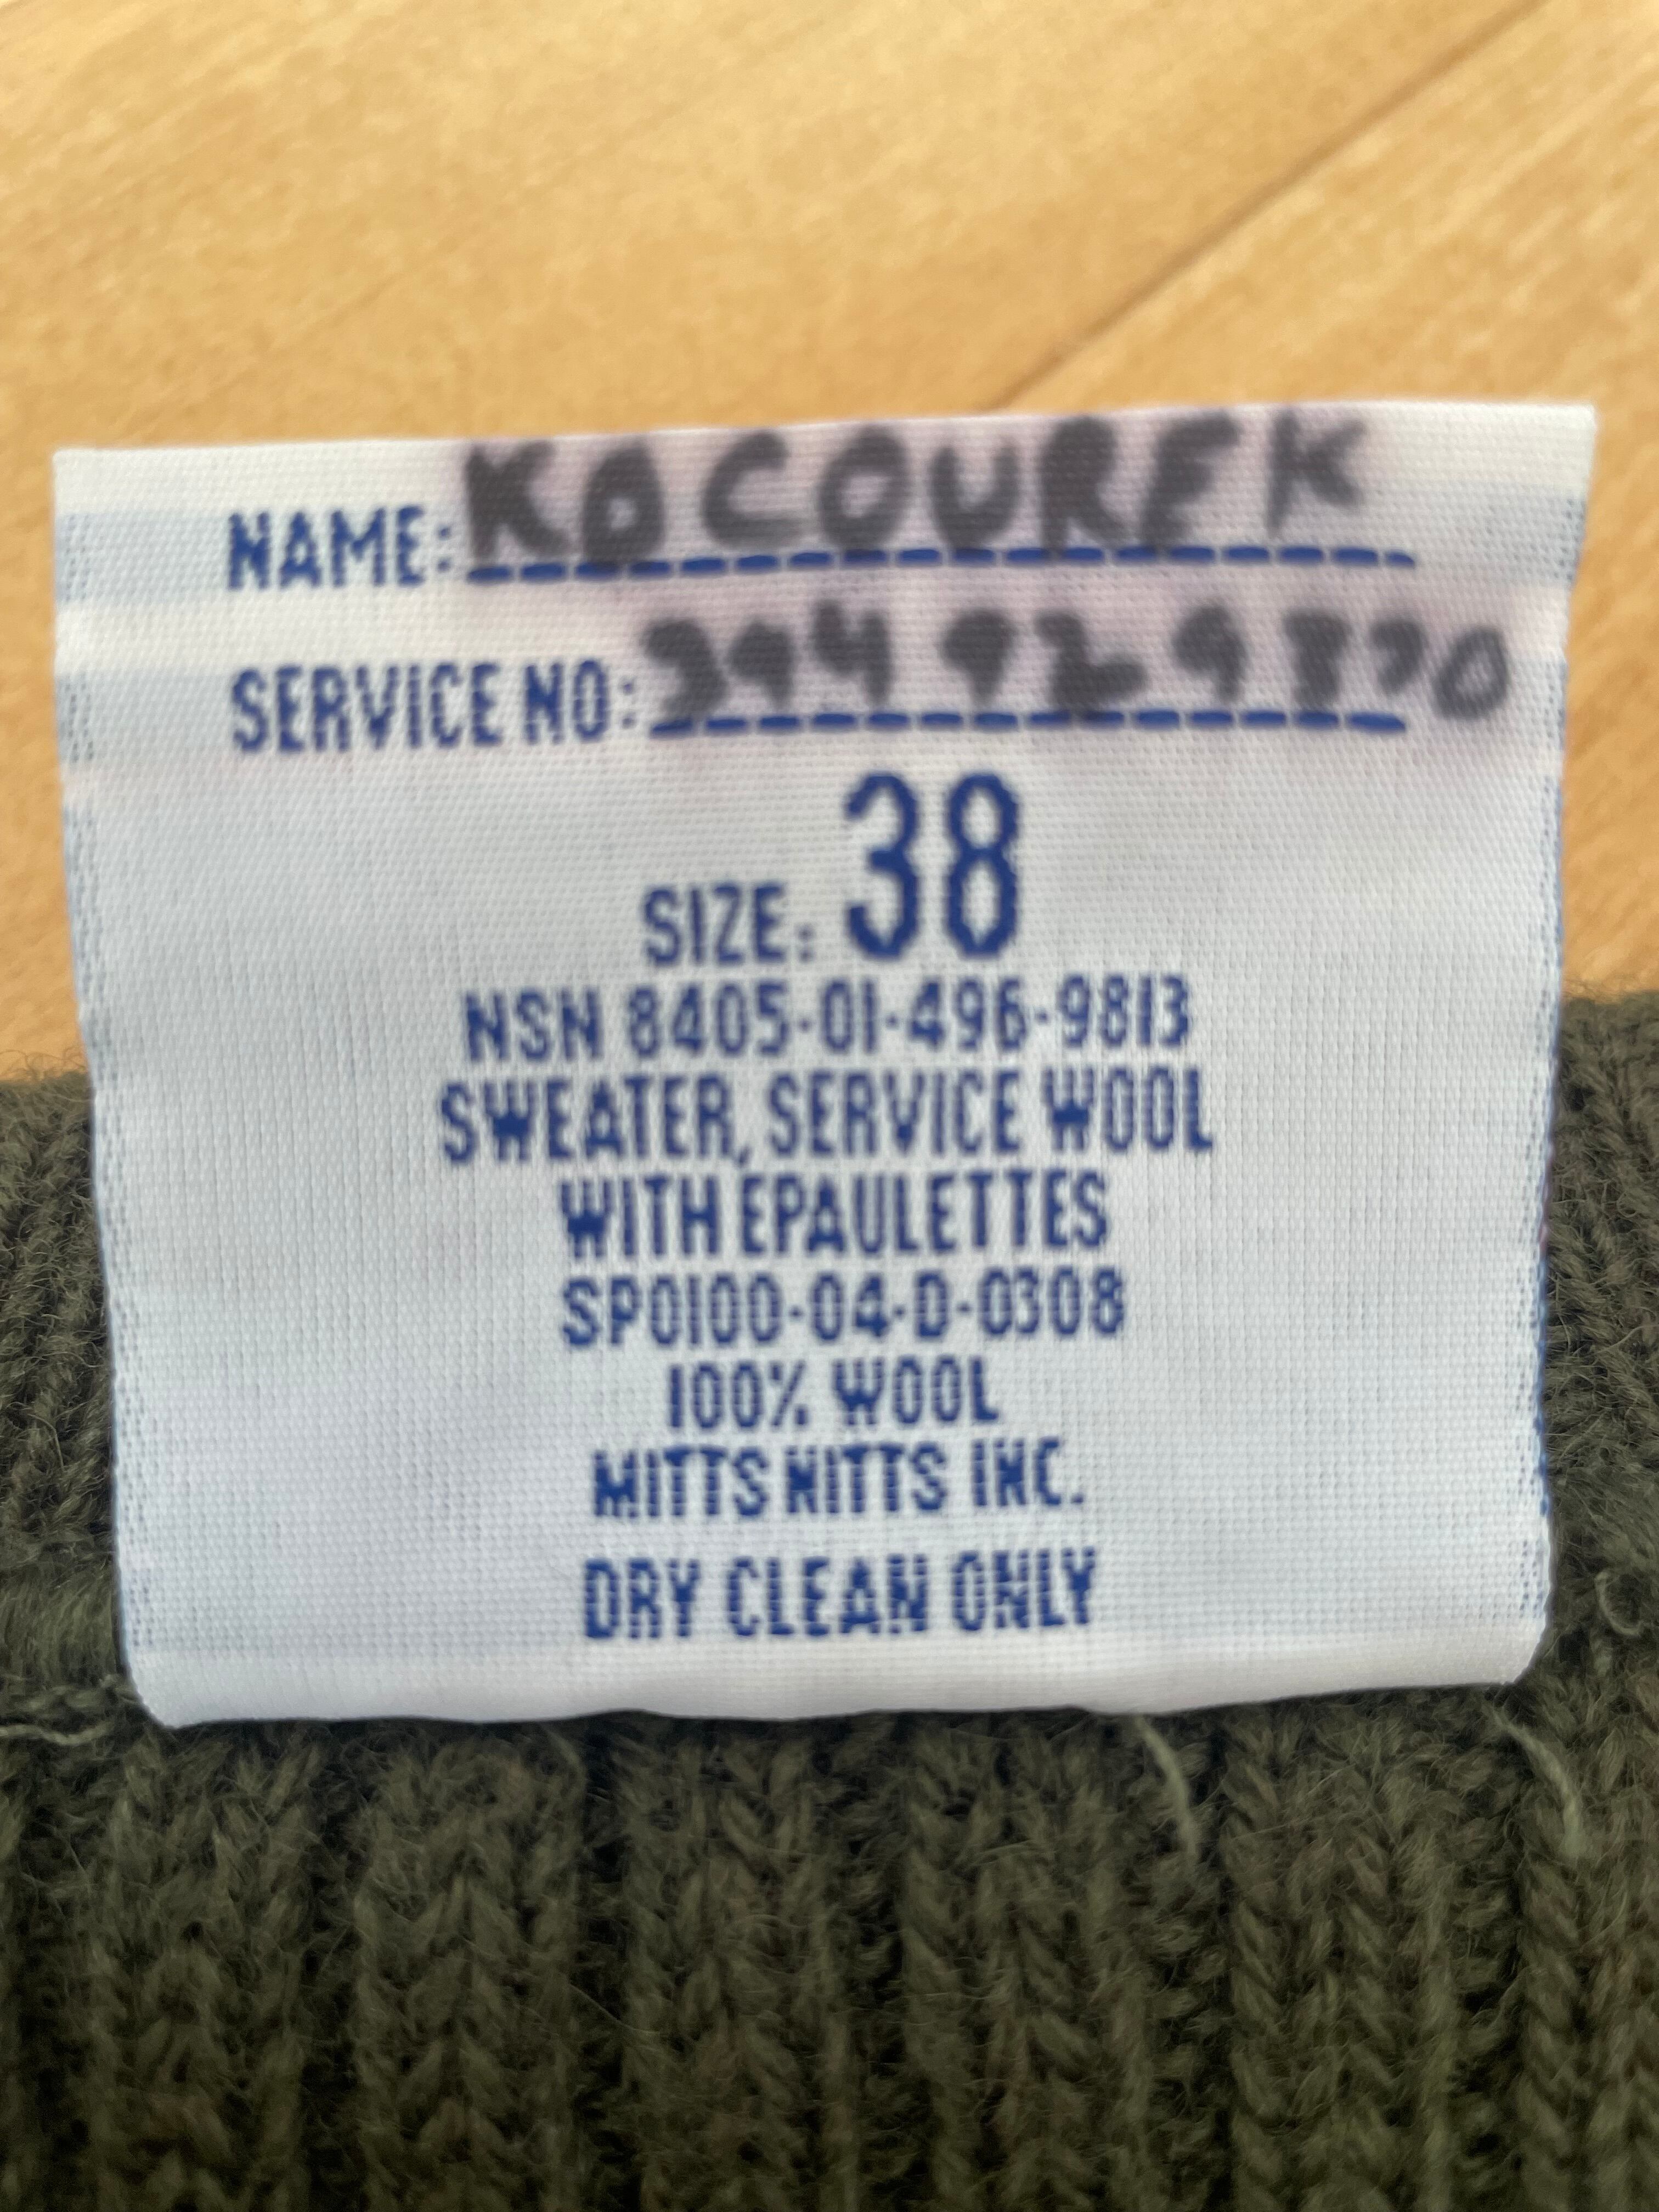 NAME: KOCOUREK
SERVICE NO:
SIZE: 38
NSN 8405-01-496-9813
SWEATER, SERVICE WOOL
WITH EPAULETTES
SP0100-04-D-0308
100% WOOL
MITTS NITTS INC.
DRY CLEAN ONLY